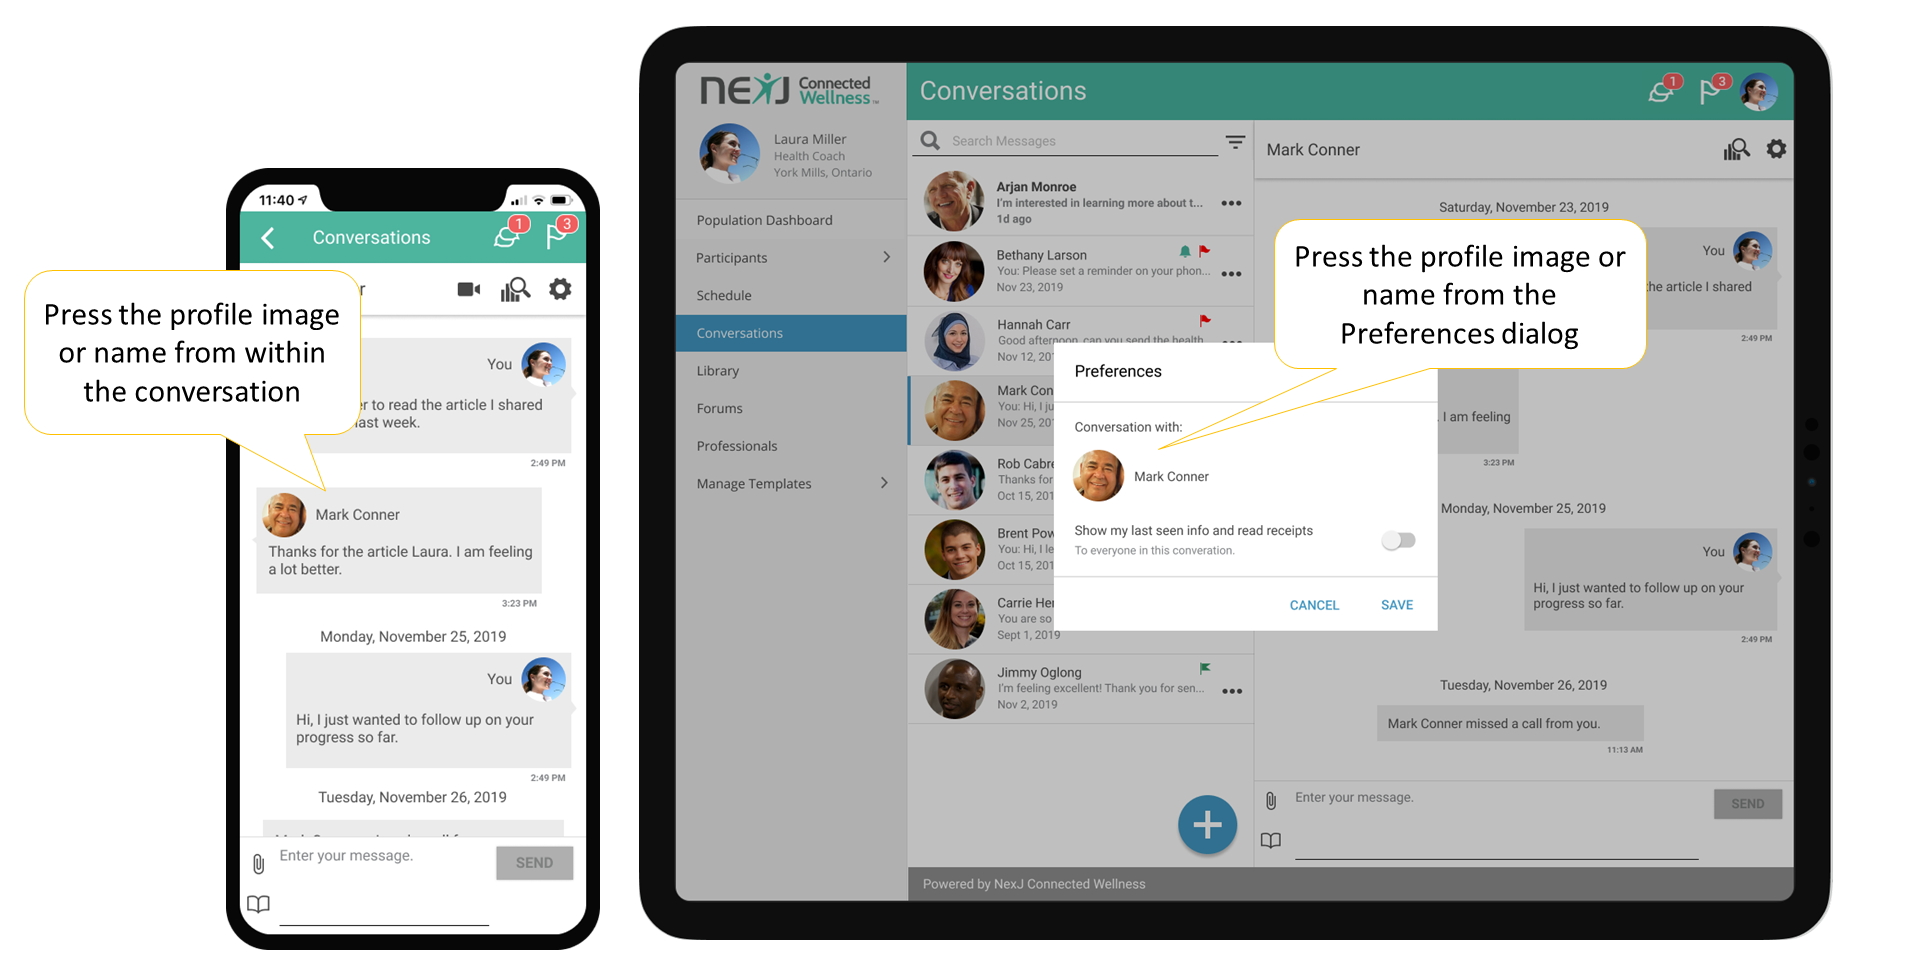 11:40
Conversations
1
3
r
Press the profile image
or name from within
the conversation
You
er to read the article I shared
ast week.
2:49 PM
Mark Conner
Thanks for the article Laura. I am feeling
a lot better.
3:23 PM
Monday, November 25, 2019
You
Hi, I just wanted to follow up on your
progress so far.
2:49 PM
Tuesday, November 26, 2019
Enter your message.
SEND
NEXJ Connected
Wellness™
Laura Miller
Health Coach
York Mills, Ontario
Population Dashboard
Participants
Schedule
Conversations
Library
Forums
Professionals
Manage Templates
Conversations
1
3
Search Messages
Arjan Monroe
I'm interested in learning more about t...
1d ago
Bethany Larson
You: Please set a reminder on your phon...
Nov 23, 2019
Hannah Carr
Good afternoon, can you send the health
Nov 12, 201
Mark Con
You: Hi, I ju
Nov 25, 201
Rob Cabre
Thanks for
Oct 15, 201
Brent Pow
You: Hi, I le
Oct 15, 201
Carrie Her
You are so
Sept 1, 2019
Jimmy Oglong
I'm feeling excellent! Thank you for sen...
Nov 2, 2019
Mark Conner
Saturday, November 23, 2019
Press the profile image or
name from the
Preferences dialog
You
the article I shared
2:49 PM
I am feeling
3:23 PM
Monday, November 25, 2019
You
Hi, I just wanted to follow up on your
progress so far.
2:49 PM
Tuesday, November 26, 2019
Mark Conner missed a call from you.
11:13 AM
Enter your message.
SEND
Preferences
Conversation with:
Mark Conner
Show my last seen info and read receipts
To everyone in this converation.
CANCEL
SAVE
Powered by NexJ Connected Wellness